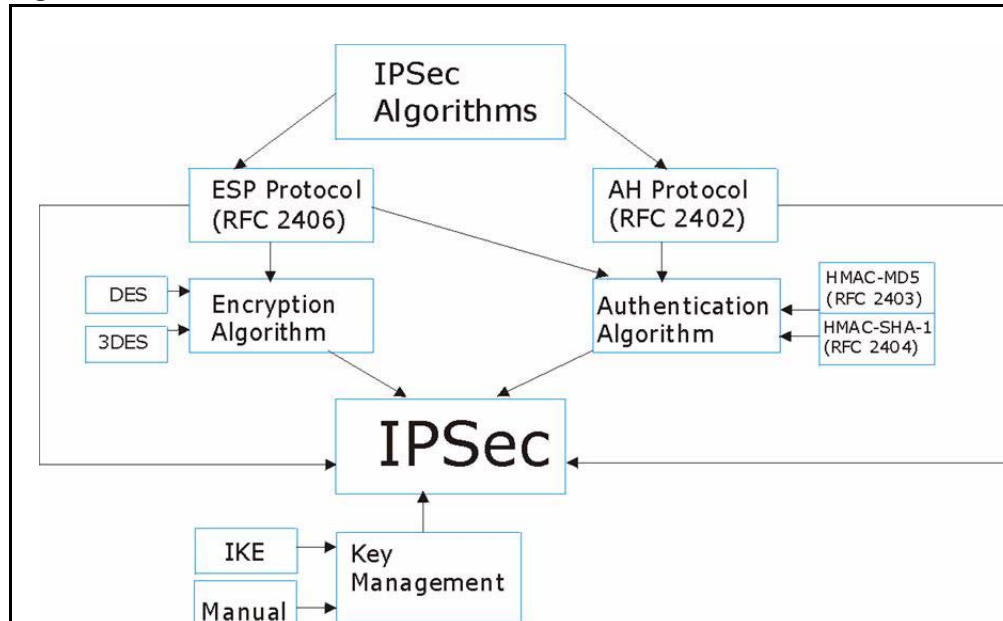 IPSec
Algorithms
ESP Protocol
(RFC 2406)
AH Protocol
(RFC 2402)
DES
3DES
Encryption
Algorithm
Authentication
Algorithm
HMAC-MD5
(RFC 2403)
HMAC-SHA-1
(RFC 2404)
IPSec
IKE
Manual
Key
Management